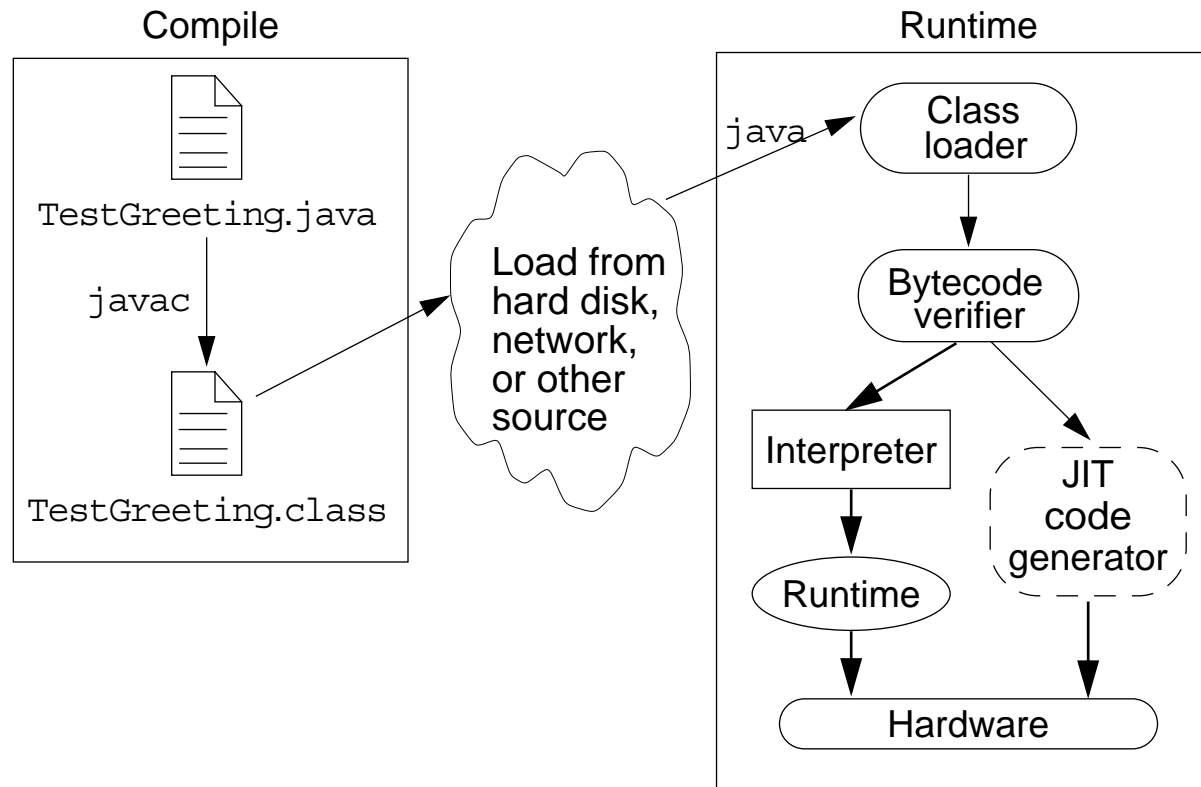 Compile
TestGreeting.java
javac
TestGreeting.class
Load from
hard disk,
network,
or other
source
Runtime
java
Class
loader
Bytecode
verifier
Interpreter
JIT
code
generator
Runtime
Hardware